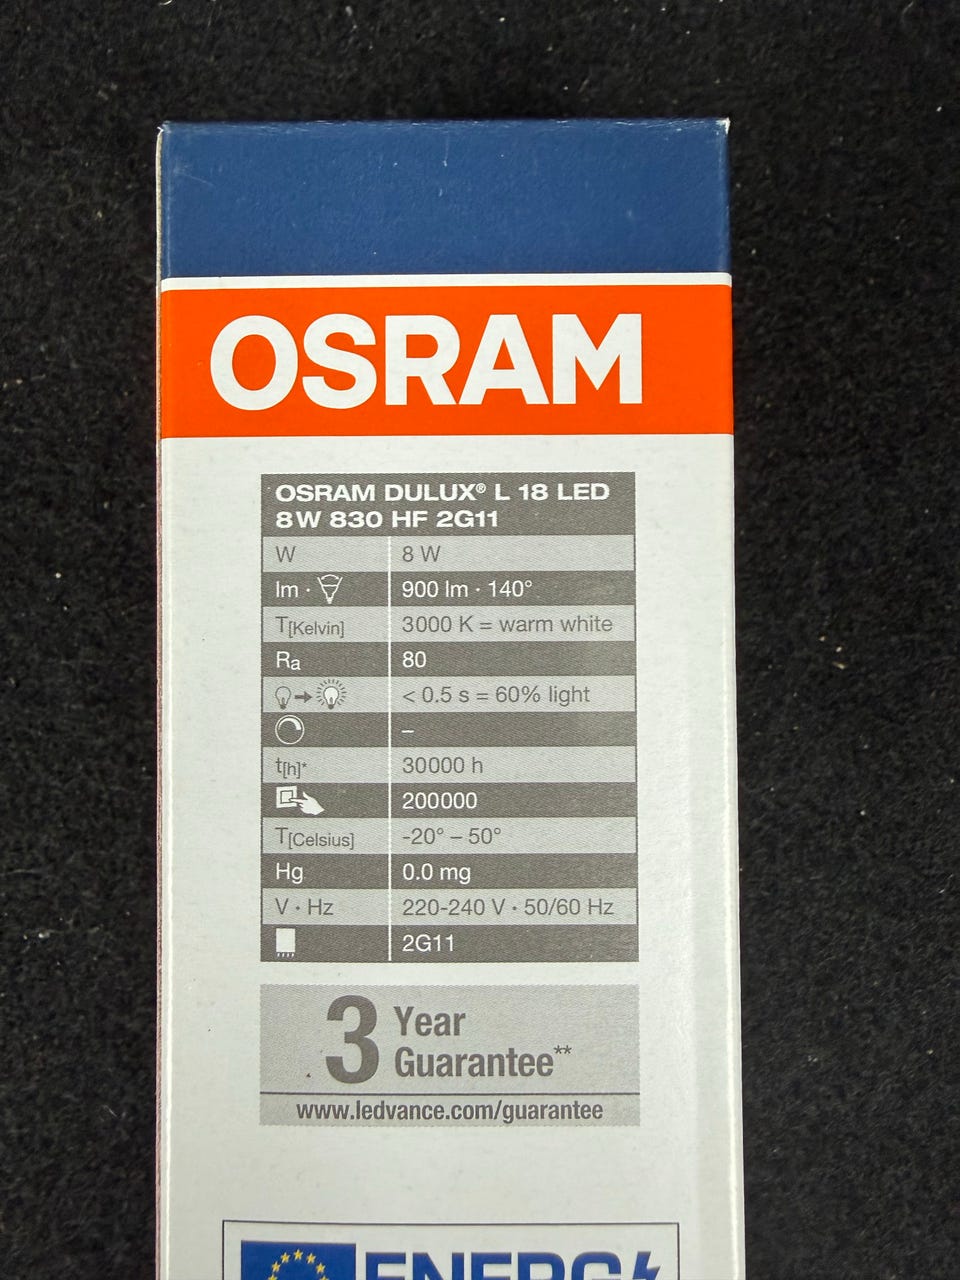 OSRAM
OSRAM DULUX® L 18 LED
8W 830 HF 2G11
W 8 W
lm · 900 lm · 140°
T[Kelvin] 3000 K = warm white
Ra 80
< 0.5 s = 60% light
–
t[h]* 30000 h
200000
T[Celsius] -20° – 50°
Hg 0.0 mg
V · Hz 220-240 V · 50/60 Hz
2G11
3 Year
Guarantee**
www.ledvance.com/guarantee
ENERG